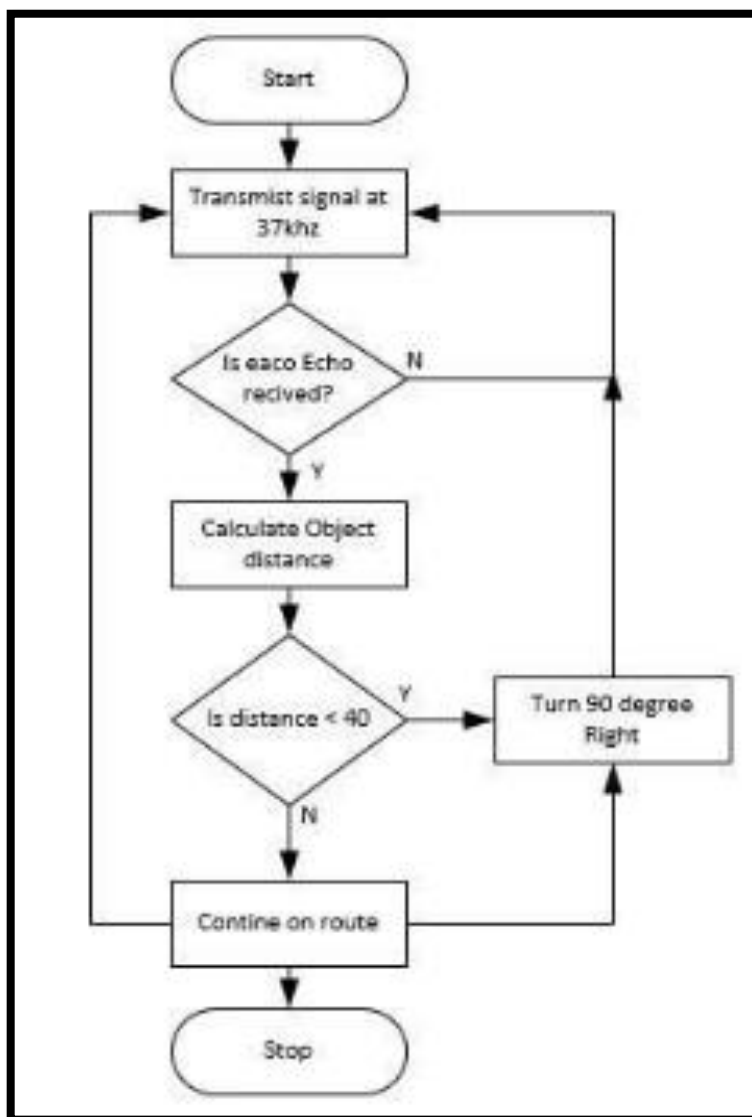 Start
Transmist signal at
37khz
Is eaco Echo
recived?
N
Y
Calculate Object
distance
Is distance < 40
Y
Turn 90 degree
Right
N
Contine on route
Stop